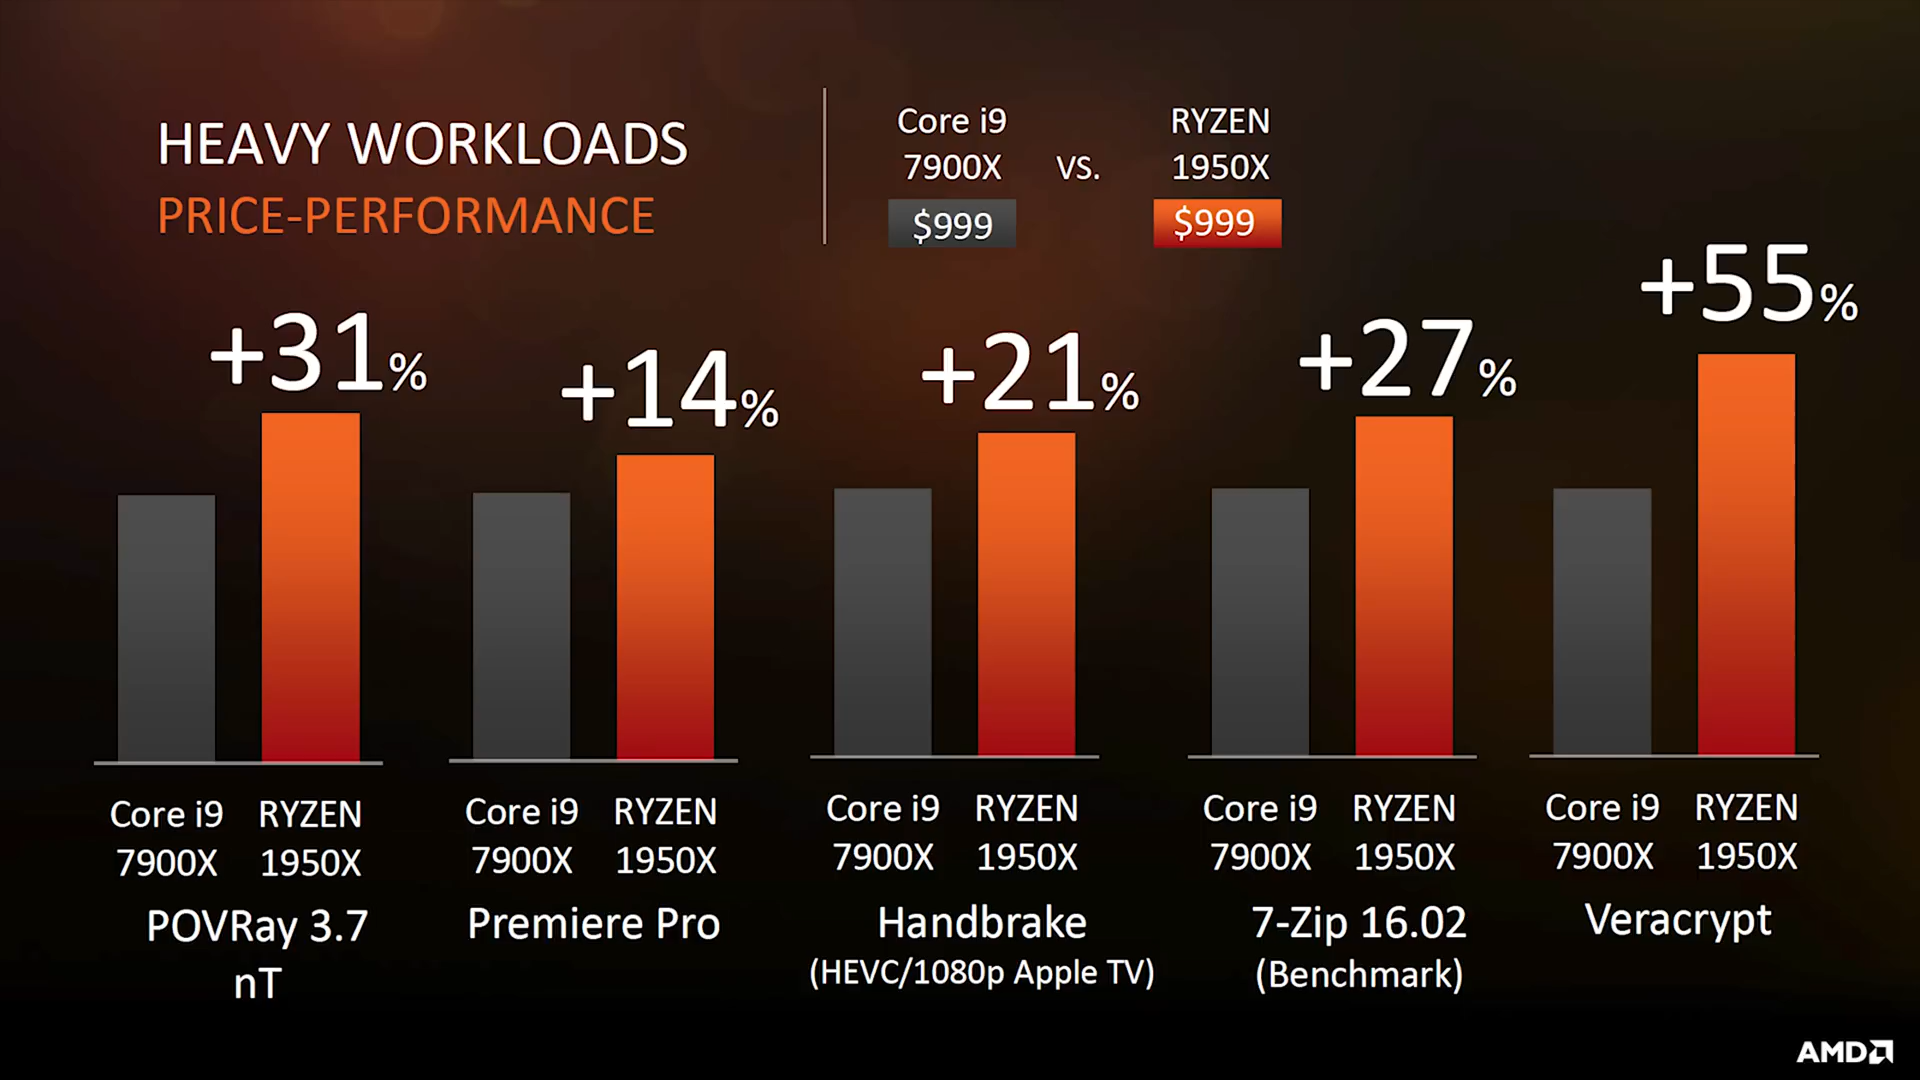 HEAVY WORKLOADS
PRICE-PERFORMANCE
Core i9
7900X
$999
VS.
RYZEN
1950X
$999
+31%
+14%
+21%
+27%
+55%
Core i9 RYZEN
7900X 1950X
POVRay 3.7
nT
Core i9 RYZEN
7900X 1950X
Premiere Pro
Core i9 RYZEN
7900X 1950X
Handbrake
(HEVC/1080p Apple TV)
Core i9 RYZEN
7900X 1950X
7-Zip 16.02
(Benchmark)
Core i9 RYZEN
7900X 1950X
Veracrypt
AMD